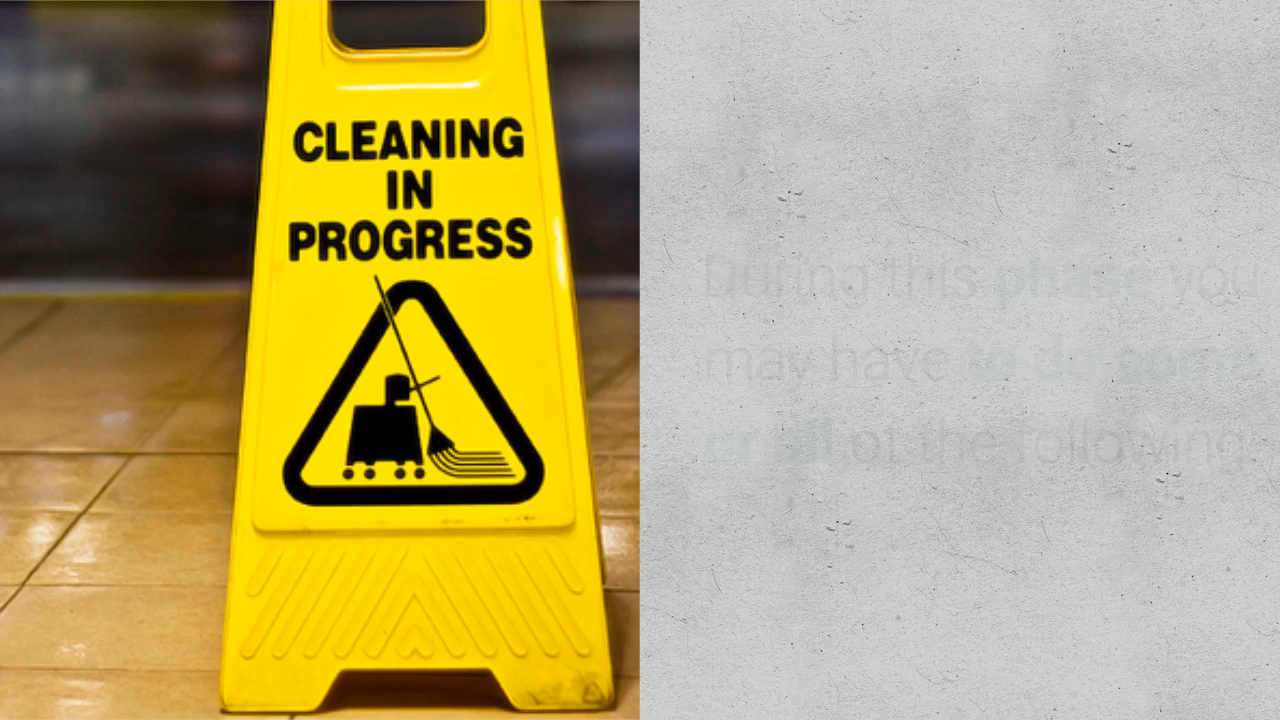 CLEANING
IN
PROGRESS
During this phase you
may have to do some
or all of the following